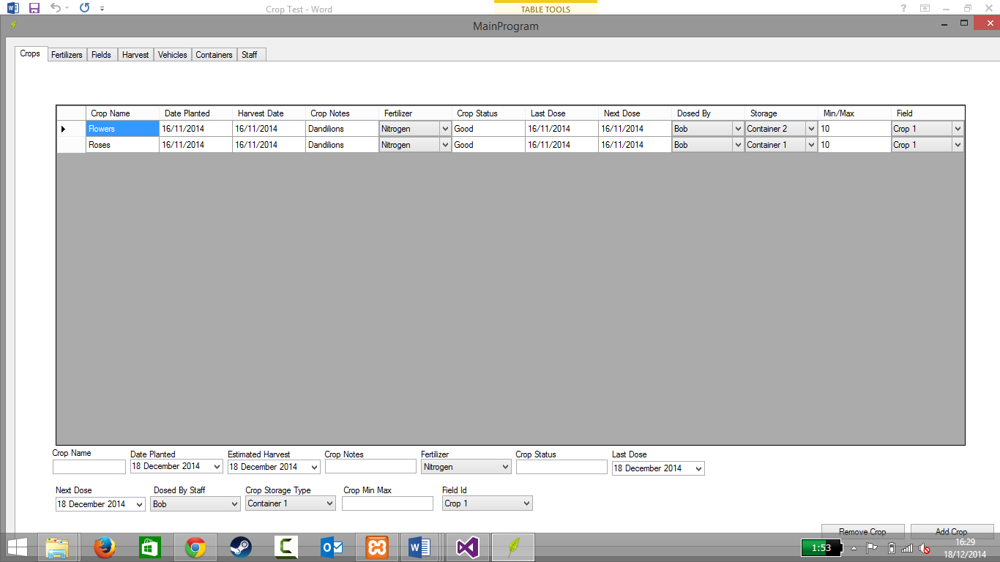 Crop Test - Word
TABLE TOOLS
?
MainProgram
Crops Fertilizers Fields Harvest Vehicles Containers Staff
Crop Name Date Planted Harvest Date Crop Notes Fertilizer Crop Status Last Dose Next Dose Dosed By Storage Min/Max Field
Flowers 16/11/2014 16/11/2014 Dandilions Nitrogen Good 16/11/2014 16/11/2014 Bob Container 2 10 Crop 1
Roses 16/11/2014 16/11/2014 Dandilions Nitrogen Good 16/11/2014 16/11/2014 Bob Container 1 10 Crop 1
Crop Name Date Planted Estimated Harvest Crop Notes Fertilizer Crop Status Last Dose
18 December 2014 18 December 2014 Nitrogen 18 December 2014
Next Dose Dosed By Staff Crop Storage Type Crop Min Max Field Id
18 December 2014 Bob Container 1 Crop 1
Remove Crop Add Crop
1:53 16:29
18/12/2014